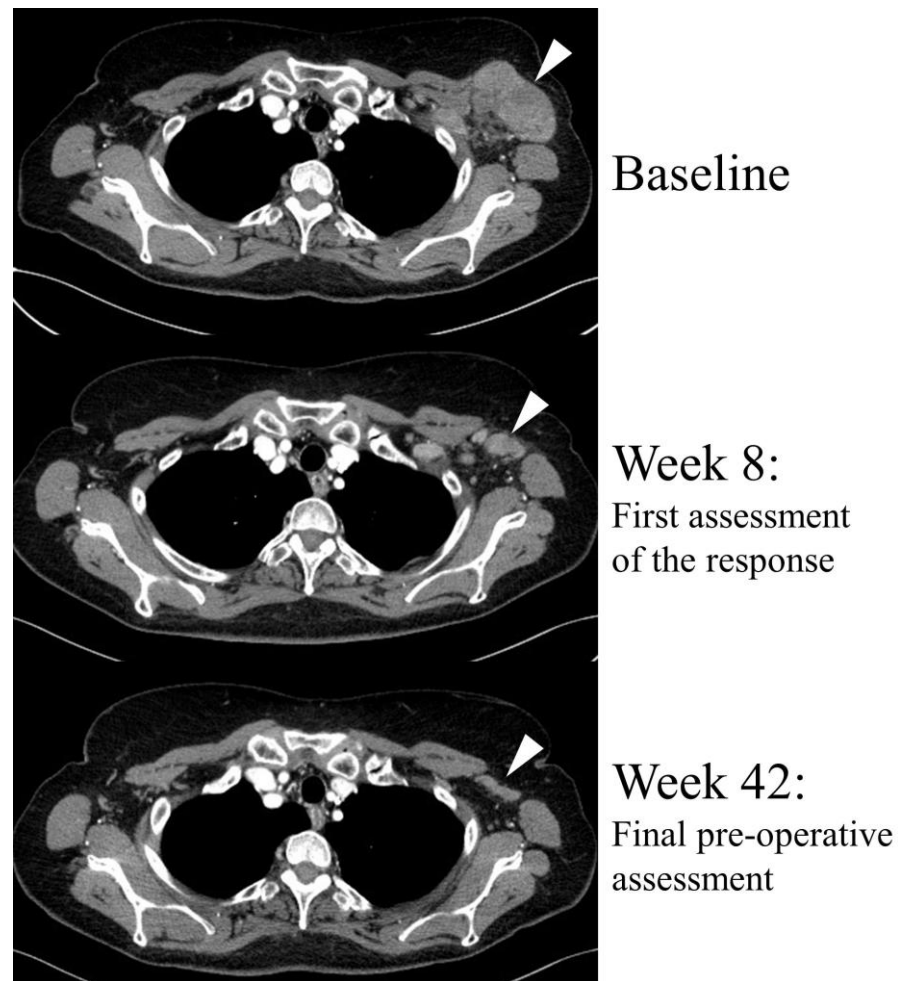 Baseline
Week 8:
First assessment
of the response
Week 42:
Final pre-operative
assessment